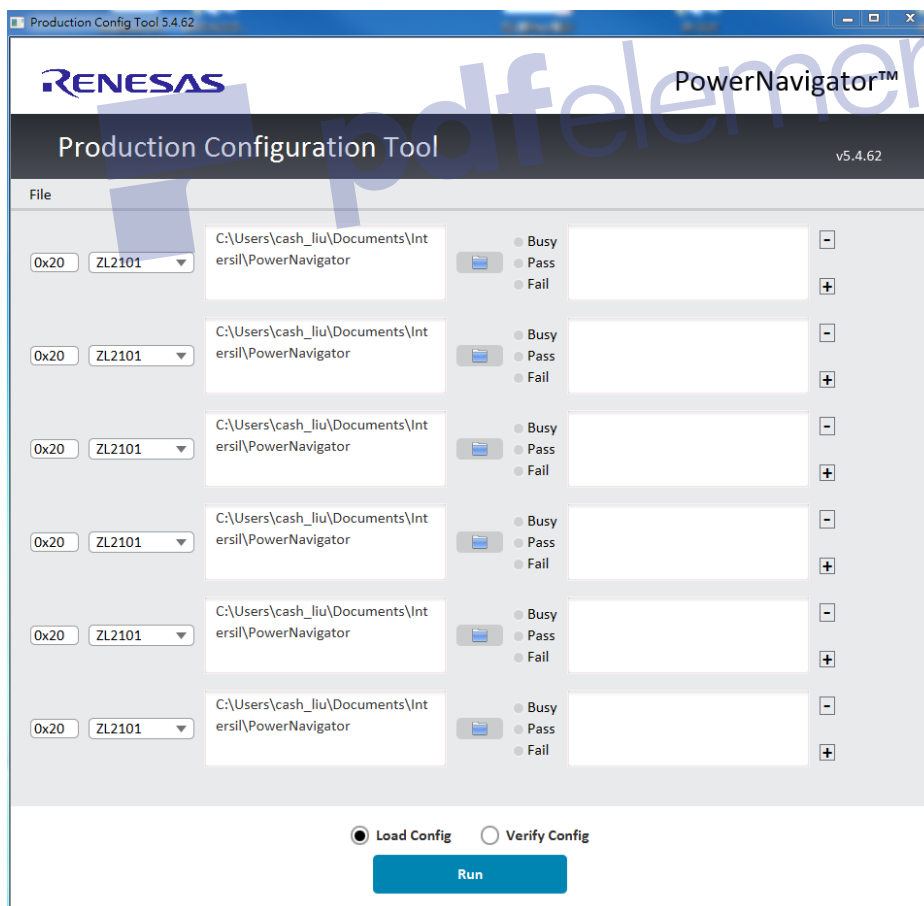 Production Config Tool 5.4.62
RENESAS
PowerNavigator™
pdfelement
Production Configuration Tool
v5.4.62
File
0x20
ZL2101
C:\Users\cash_liu\Documents\Int
ersil\PowerNavigator
Busy
Pass
Fail
-
+
0x20
ZL2101
C:\Users\cash_liu\Documents\Int
ersil\PowerNavigator
Busy
Pass
Fail
-
+
0x20
ZL2101
C:\Users\cash_liu\Documents\Int
ersil\PowerNavigator
Busy
Pass
Fail
-
+
0x20
ZL2101
C:\Users\cash_liu\Documents\Int
ersil\PowerNavigator
Busy
Pass
Fail
-
+
0x20
ZL2101
C:\Users\cash_liu\Documents\Int
ersil\PowerNavigator
Busy
Pass
Fail
-
+
0x20
ZL2101
C:\Users\cash_liu\Documents\Int
ersil\PowerNavigator
Busy
Pass
Fail
-
+
Load Config
Verify Config
Run